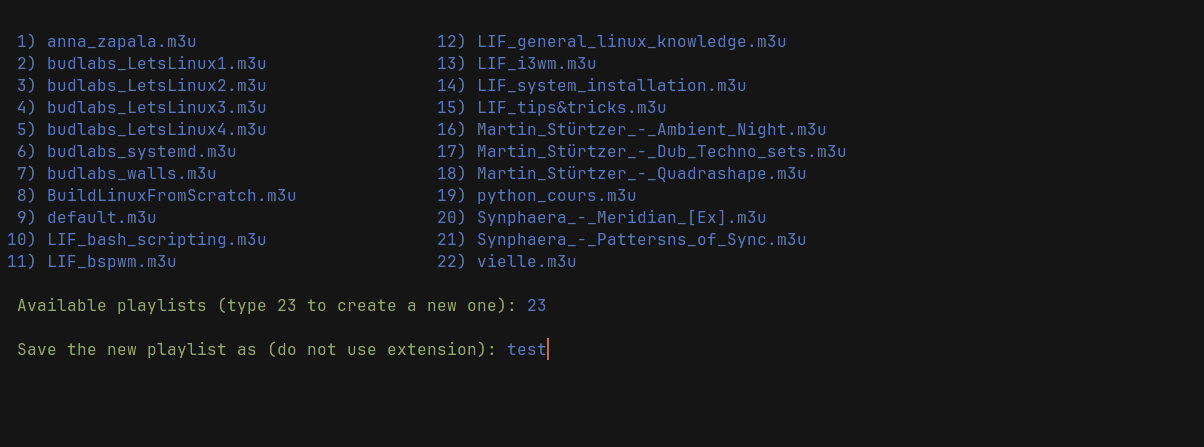 1) anna_zapala.m3u 12) LIF_general_linux_knowledge.m3u
2) budlabs_LetsLinux1.m3u 13) LIF_i3wm.m3u
3) budlabs_LetsLinux2.m3u 14) LIF_system_installation.m3u
4) budlabs_LetsLinux3.m3u 15) LIF_tips&tricks.m3u
5) budlabs_LetsLinux4.m3u 16) Martin_Stürtzer_-_Ambient_Night.m3u
6) budlabs_systemd.m3u 17) Martin_Stürtzer_-_Dub_Techno_sets.m3u
7) budlabs_walls.m3u 18) Martin_Stürtzer_-_Quadrashape.m3u
8) BuildLinuxFromScratch.m3u 19) python_cours.m3u
9) default.m3u 20) Synphaera_-_Meridian_[Ex].m3u
10) LIF_bash_scripting.m3u 21) Synphaera_-_Pattersns_of_Sync.m3u
11) LIF_bspwm.m3u 22) vielle.m3u
Available playlists (type 23 to create a new one): 23
Save the new playlist as (do not use extension): test